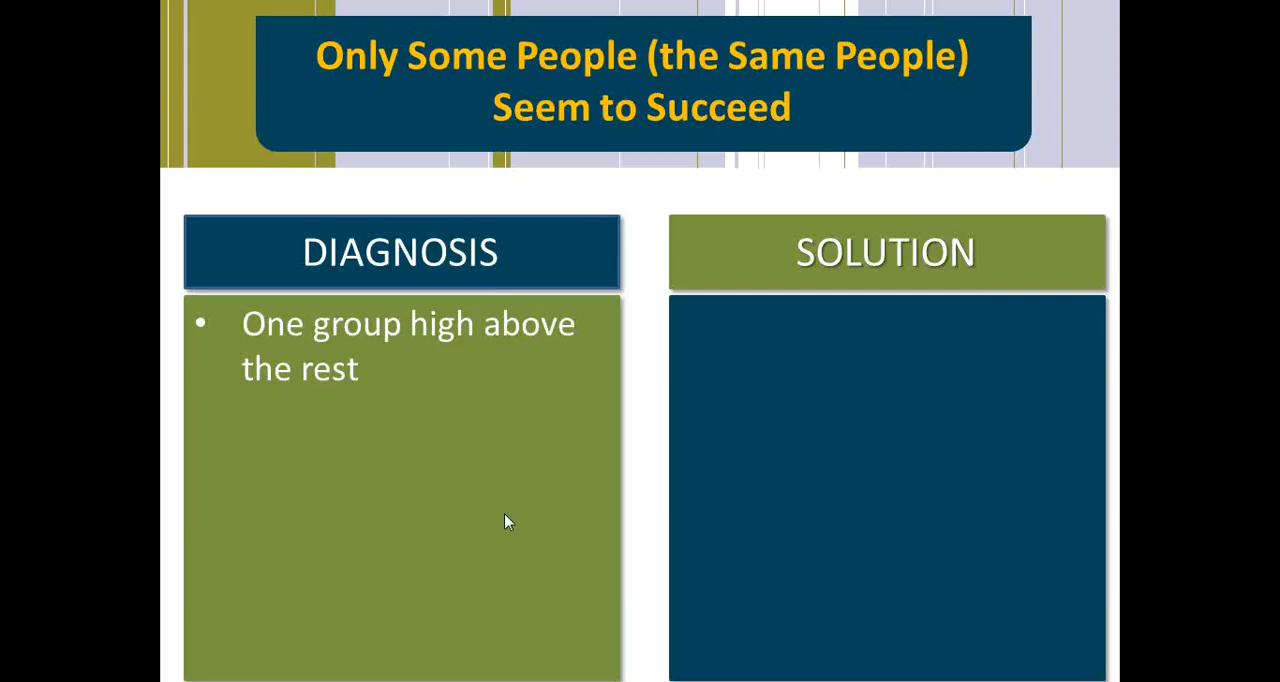 Only Some People (the Same People)
Seem to Succeed
DIAGNOSIS
SOLUTION
• One group high above
the rest